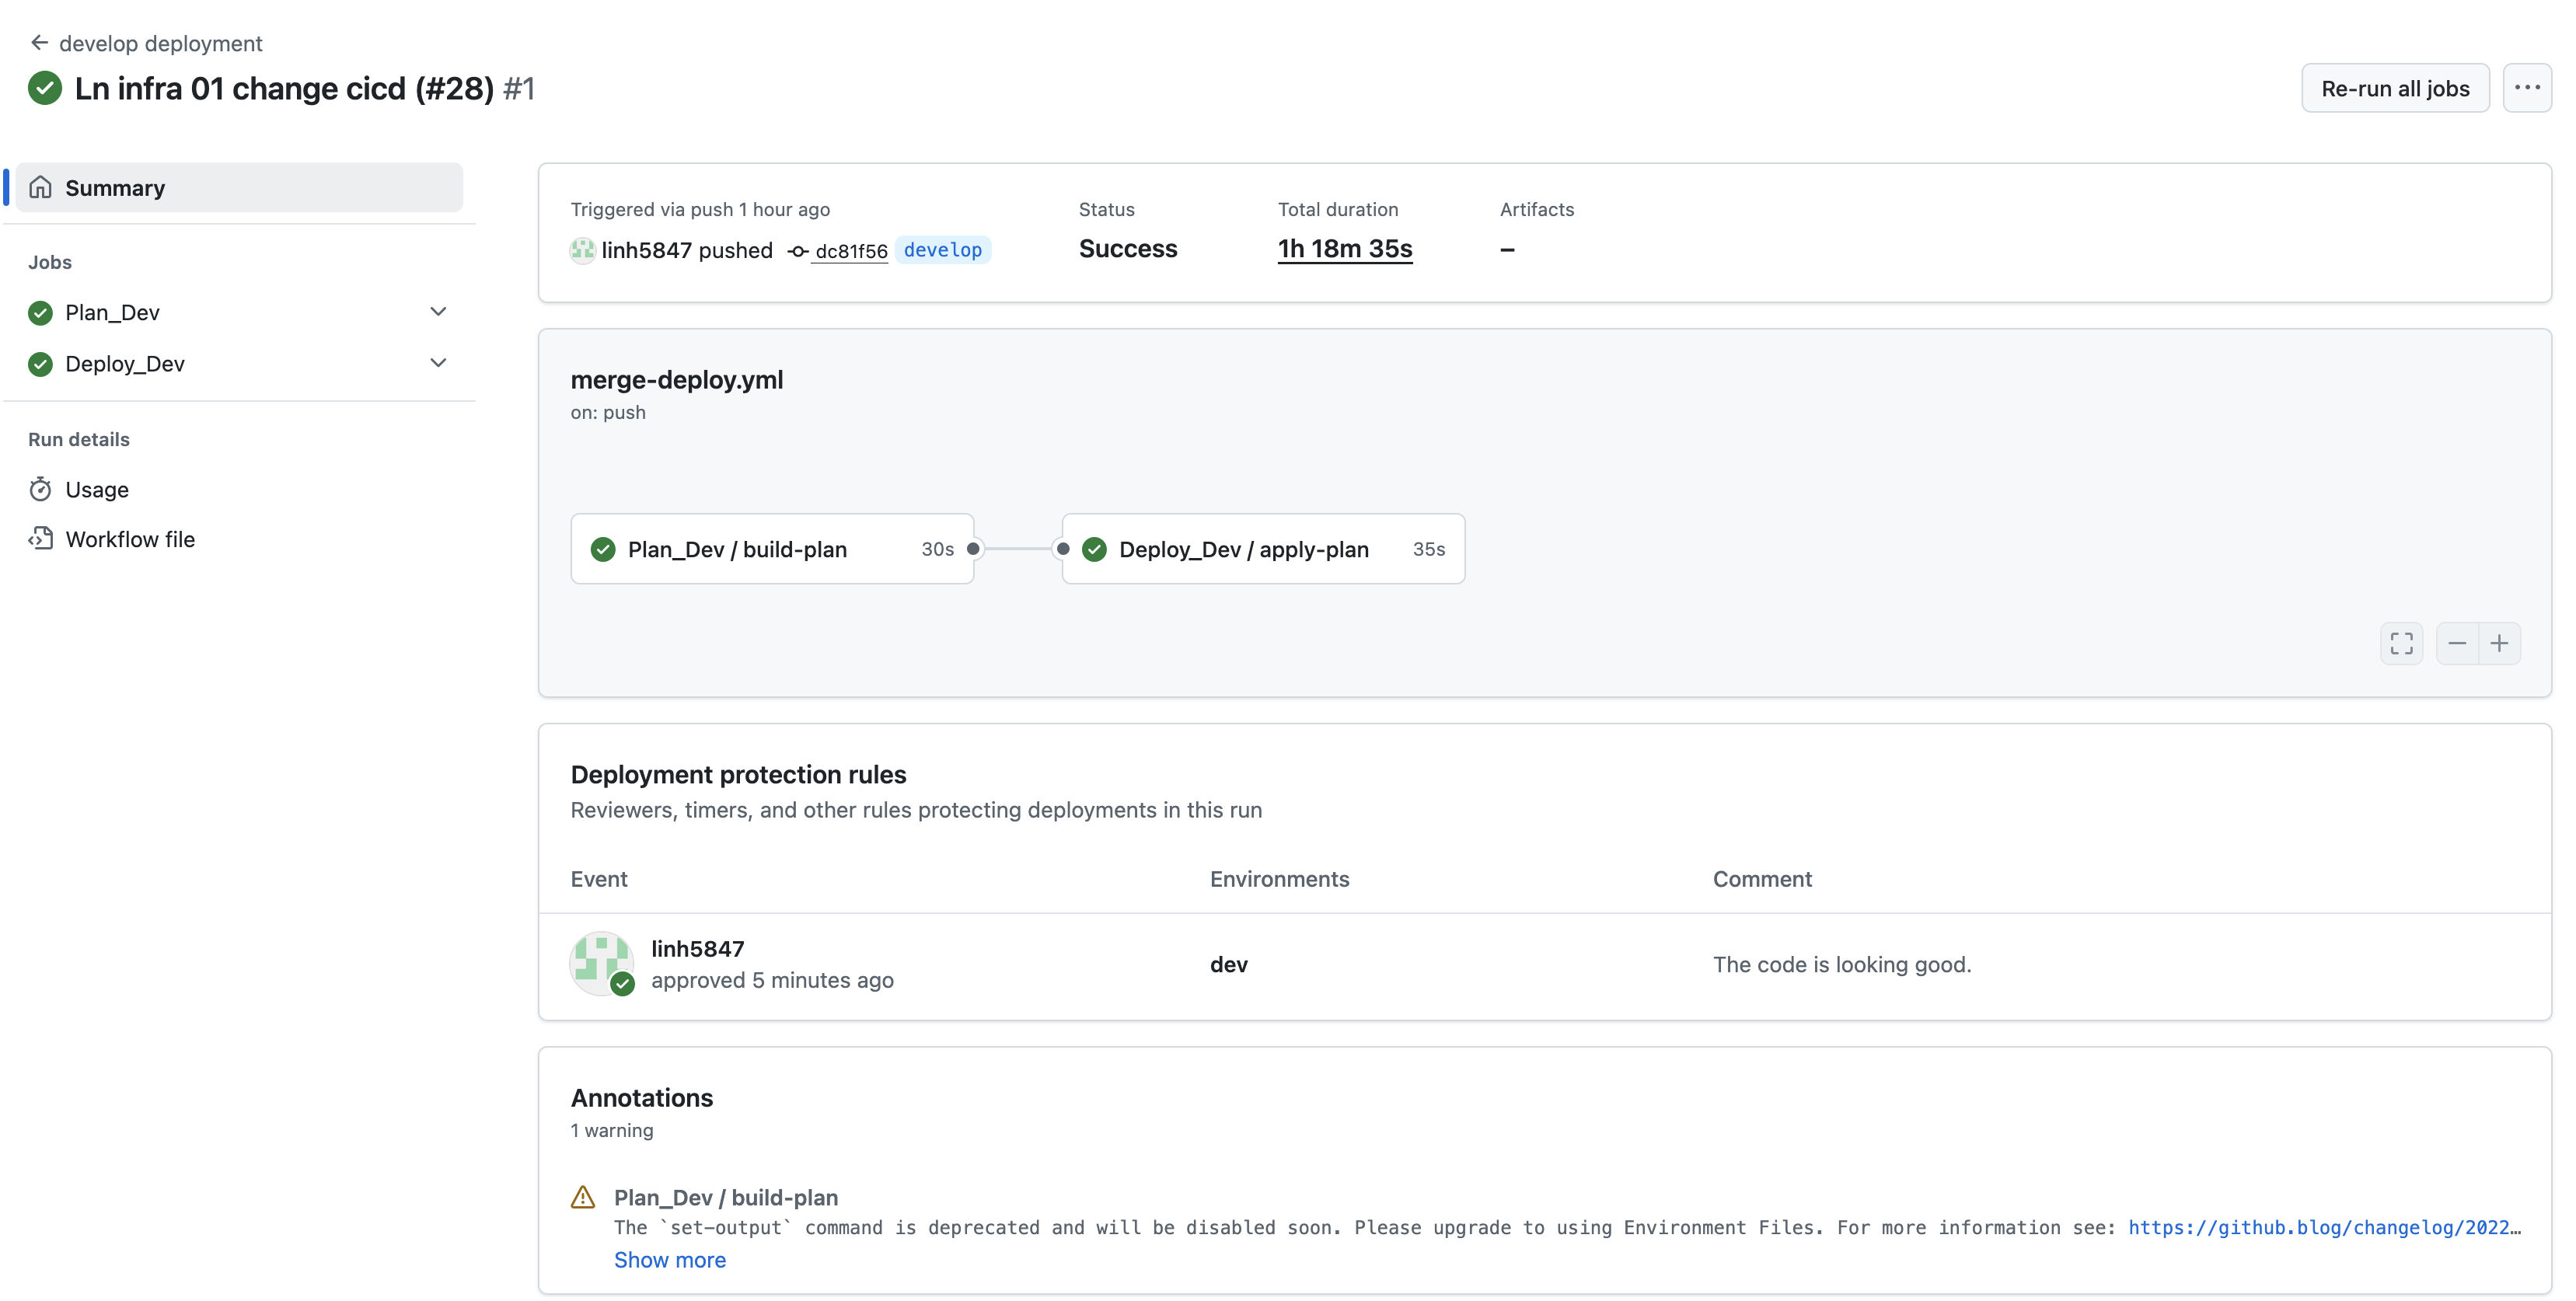 develop deployment
Ln infra 01 change cicd (#28) #1
Re-run all jobs
Summary
Jobs
Plan_Dev
Deploy_Dev
Run details
Usage
Workflow file
Triggered via push 1 hour ago
linh5847 pushed dc81f56 develop
Status
Success
Total duration
1h 18m 35s
Artifacts
–
merge-deploy.yml
on: push
Plan_Dev / build-plan 30s
Deploy_Dev / apply-plan 35s
Deployment protection rules
Reviewers, timers, and other rules protecting deployments in this run
Event Environments Comment
linh5847
approved 5 minutes ago
dev
The code is looking good.
Annotations
1 warning
Plan_Dev / build-plan
The `set-output` command is deprecated and will be disabled soon. Please upgrade to using Environment Files. For more information see: https://github.blog/changelog/2022…
Show more